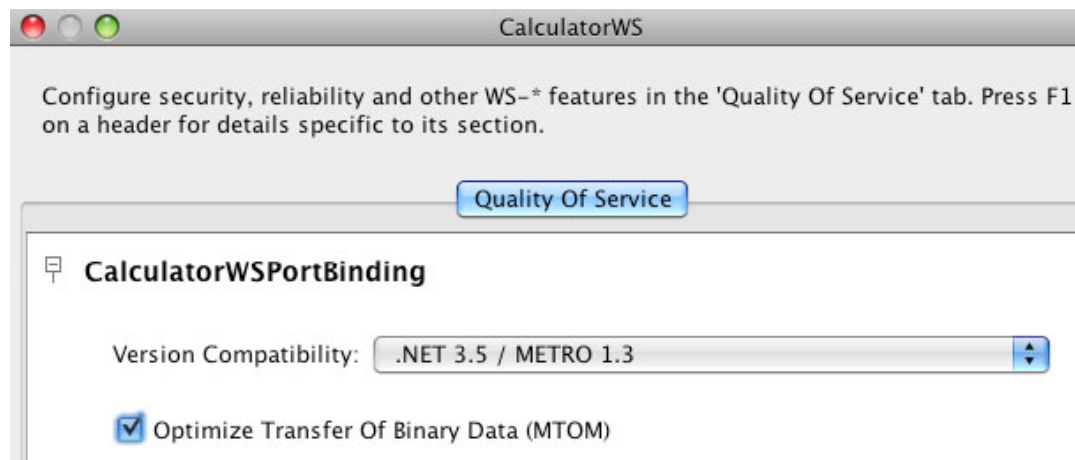 CalculatorWS
Configure security, reliability and other WS-* features in the 'Quality Of Service' tab. Press F1
on a header for details specific to its section.
Quality Of Service
CalculatorWSPortBinding
Version Compatibility: .NET 3.5 / METRO 1.3
Optimize Transfer Of Binary Data (MTOM)